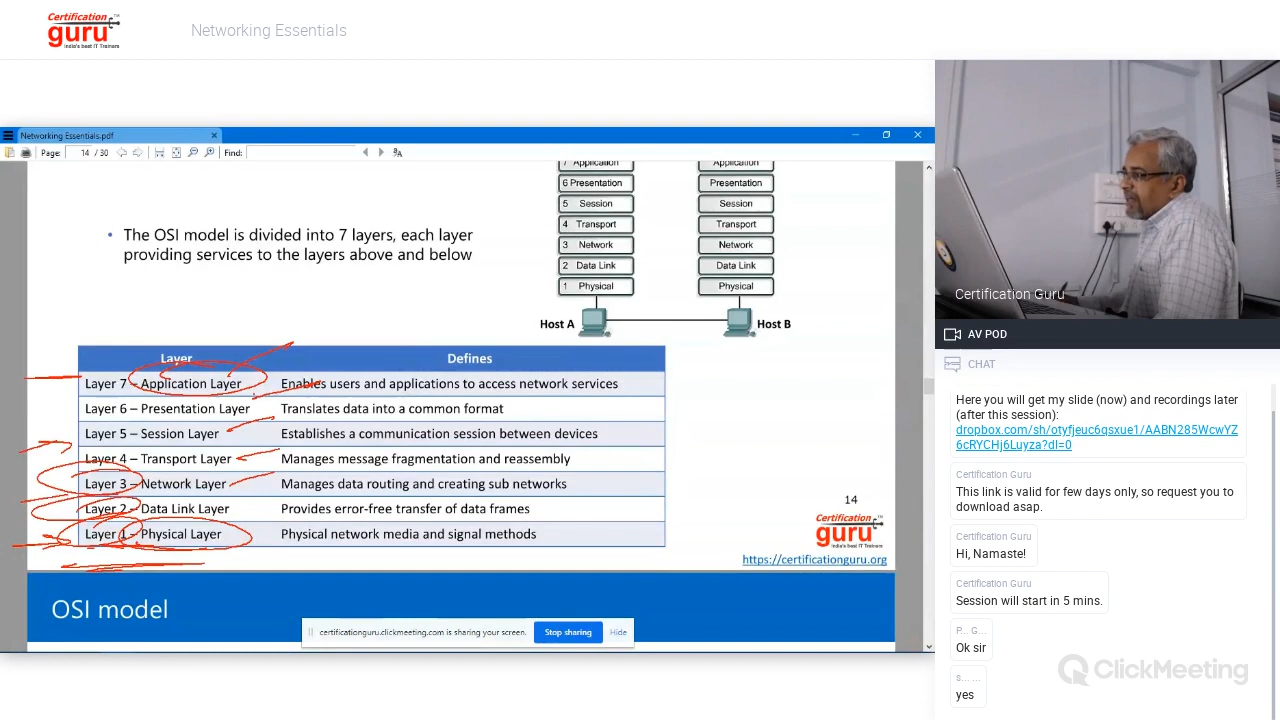 Certification
guru™
India's best IT Trainers
Networking Essentials
Networking Essentials.pdf
Page: 14 / 30 Find:
7 Application Application
6 Presentation Presentation
5 Session Session
4 Transport Transport
3 Network Network
2 Data Link Data Link
1 Physical Physical
• The OSI model is divided into 7 layers, each layer
providing services to the layers above and below
Host A Host B
Layer Defines
Layer 7 – Application Layer Enables users and applications to access network services
Layer 6 – Presentation Layer Translates data into a common format
Layer 5 – Session Layer Establishes a communication session between devices
Layer 4 – Transport Layer Manages message fragmentation and reassembly
Layer 3 – Network Layer Manages data routing and creating sub networks
Layer 2 – Data Link Layer Provides error-free transfer of data frames
Layer 1 – Physical Layer Physical network media and signal methods
14
Certification
guru™
India's best IT Trainers
https://certificationguru.org
OSI model
certificationguru.clickmeeting.com is sharing your screen. Stop sharing Hide
Certification Guru
AV POD
CHAT
Here you will get my slide (now) and recordings later
(after this session):
dropbox.com/sh/otyfjeuc6qsxue1/AABN285WcwYZ
6cRYCHj6Luyza?dl=0
Certification Guru
This link is valid for few days only, so request you to
download asap.
Certification Guru
Hi, Namaste!
Certification Guru
Session will start in 5 mins.
P... G...
Ok sir
s... ...
yes
ClickMeeting